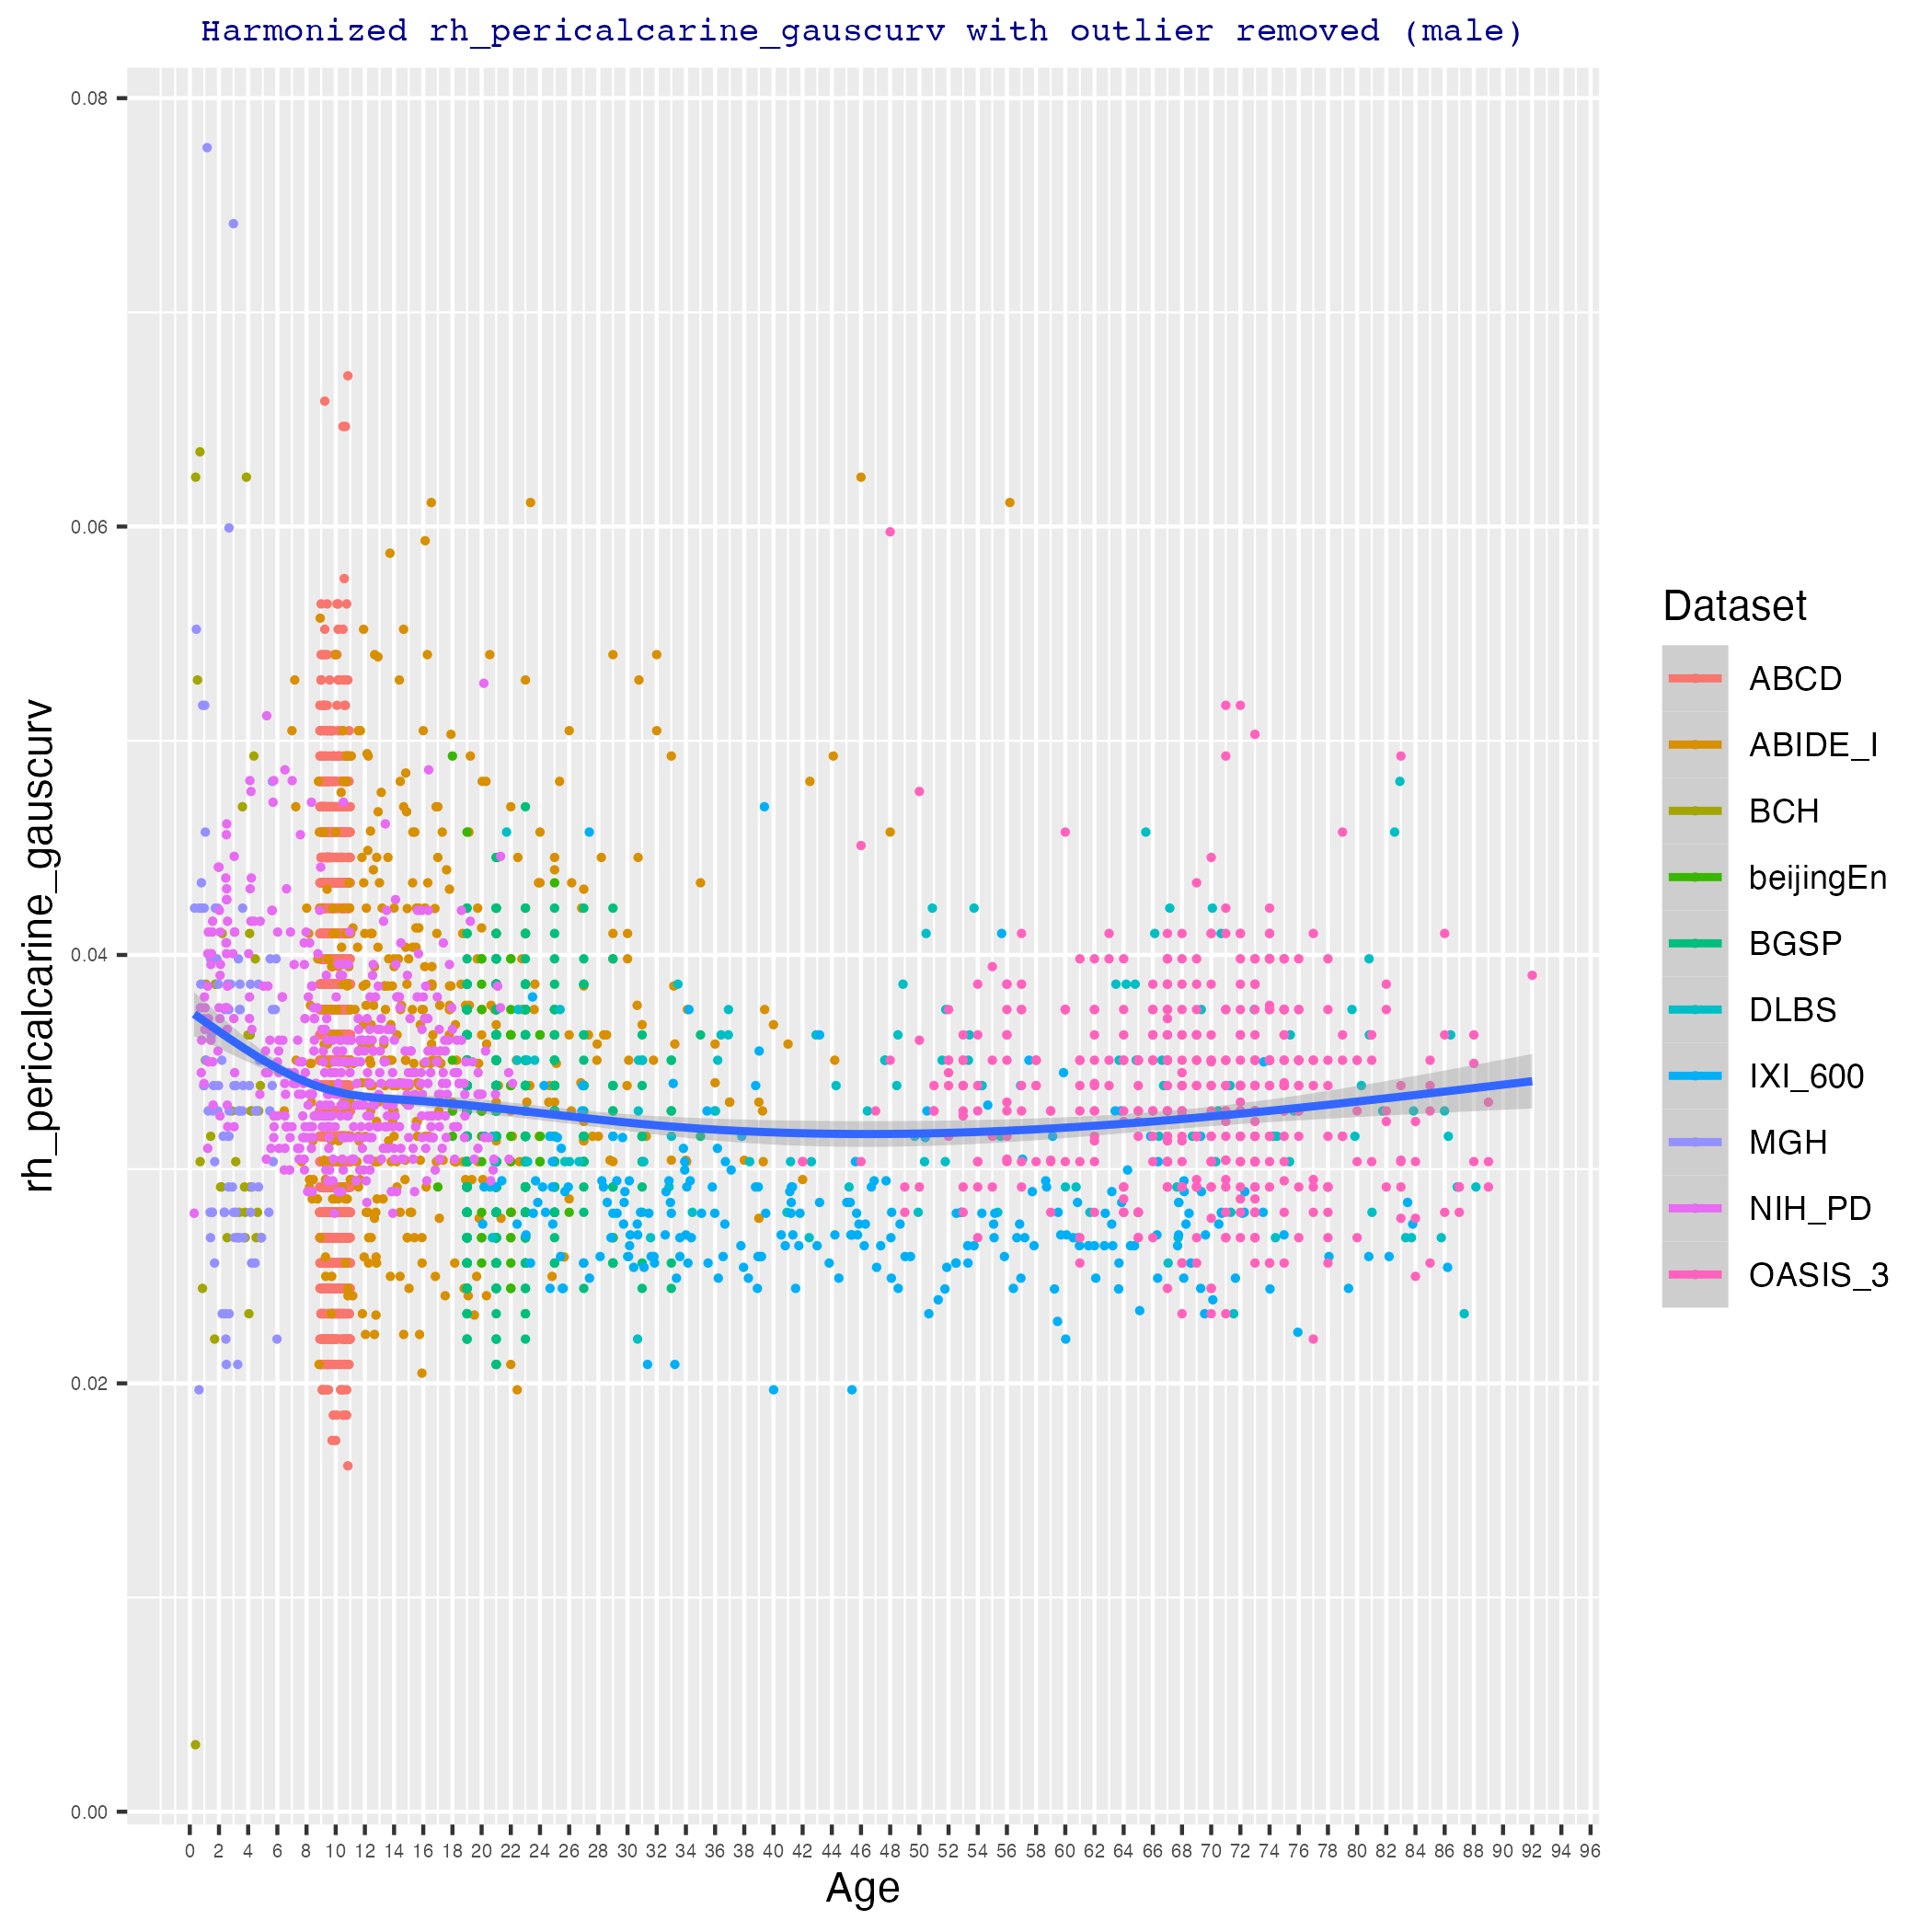 Harmonized rh_pericalcarine_gauscurv with outlier removed (male)
0.08
0.06
0.04
0.02
0.00
rh_pericalcarine_gauscurv
0 2 4 6 8 10 12 14 16 18 20 22 24 26 28 30 32 34 36 38 40 42 44 46 48 50 52 54 56 58 60 62 64 66 68 70 72 74 76 78 80 82 84 86 88 90 92 94 96
Age
Dataset
ABCD
ABIDE_I
BCH
beijingEn
BGSP
DLBS
IXI_600
MGH
NIH_PD
OASIS_3